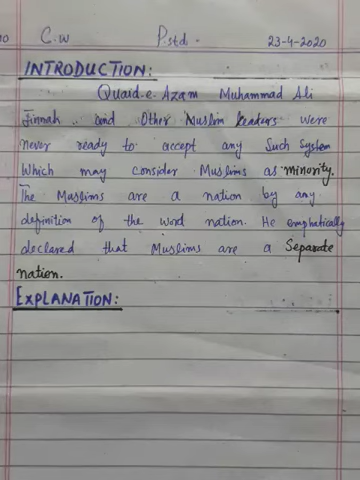 C.W P.std. 23-4-2020
INTRODUCTION:
Quaid-e-Azam Muhammad Ali
Jinnah .. and Other Muslim leaders were
never ready to accept any Such System
Which may consider Muslims as minority.
The Maslims are a nation by any
definition of the word nation. He emphatically
declared that Muslims are a Separate
nation.
EXPLANATION: